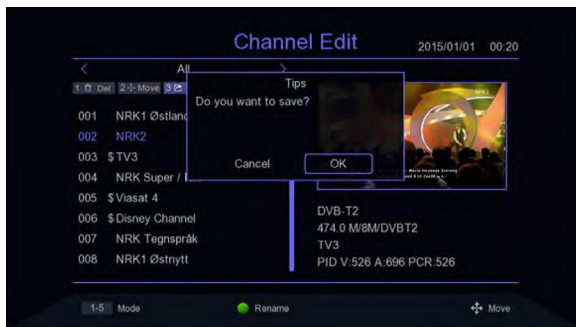 Channel Edit
2015/01/01 00:20
< All >
1 Del 2 Move 3
Tips
Do you want to save?
Cancel OK
001 NRK1 Østland
002 NRK2
003 $ TV3
004 NRK Super /
005 $ Viasat 4
006 $ Disney Channel
007 NRK Tegnspråk
008 NRK1 Østnytt
DVB-T2
474.0 M/8M/DVBT2
TV3
PID V:526 A:696 PCR:526
1-5 Mode Rename Move